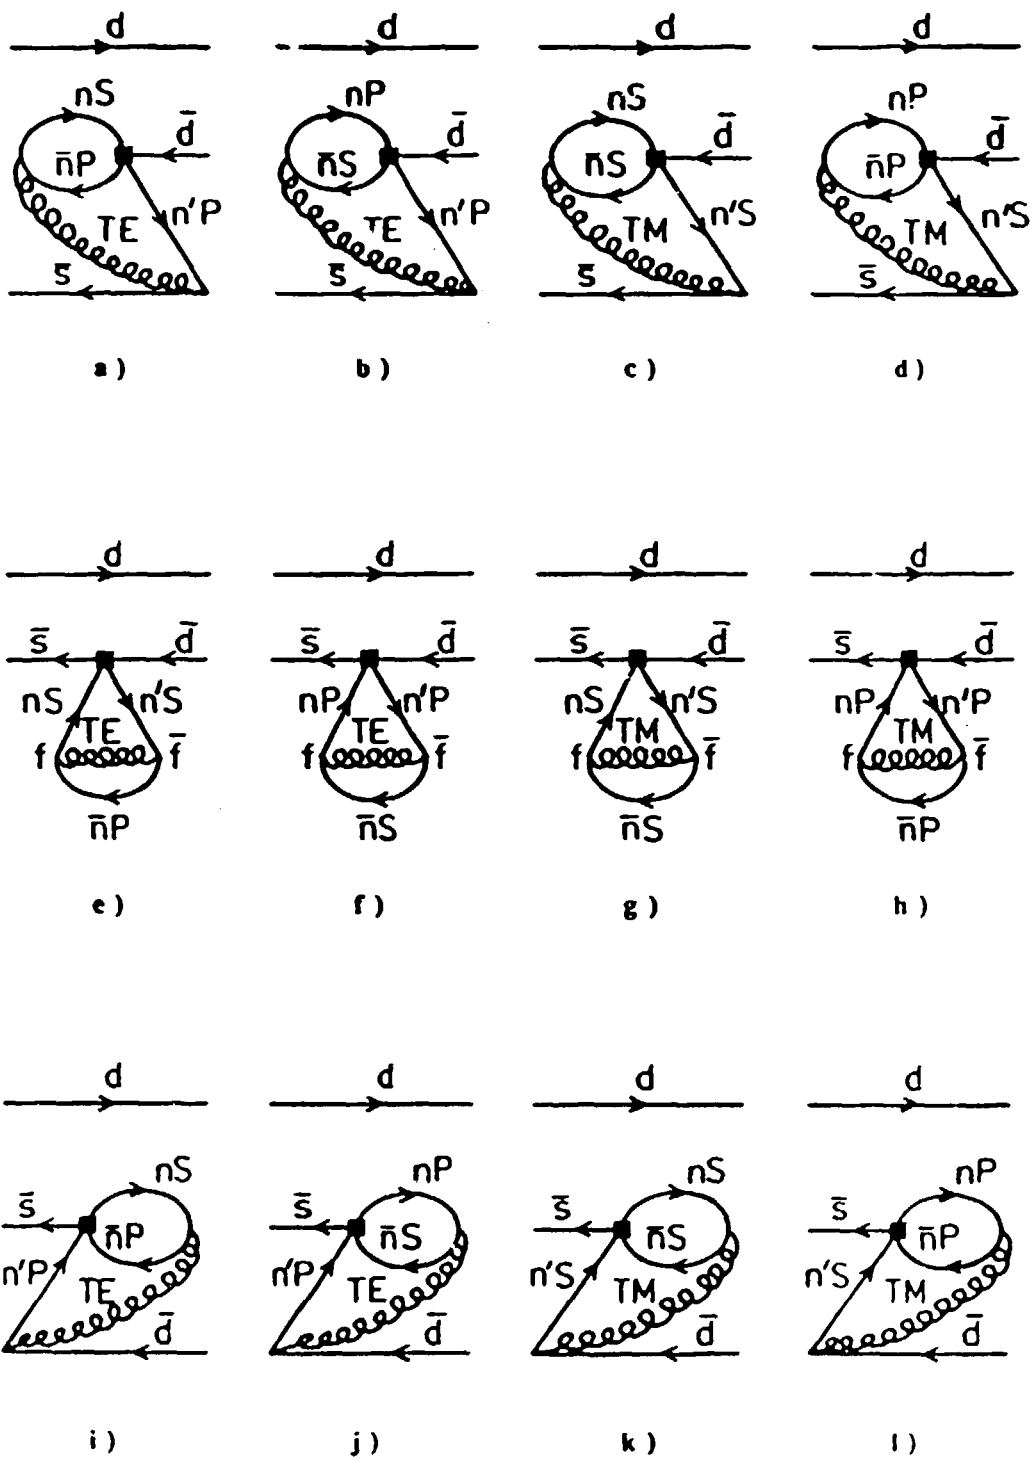 d d d d
nS nP nS nP
d̄ d̄ d̄ d̄
n̄P n̄S n̄S n̄P
n'P n'P n'S n'S
TE TE TM TM
s̄ s̄ s̄ s̄
a) b) c) d)
d d d d
s̄ d̄ s̄ d̄ s̄ d̄ s̄ d̄
nS n'S nP n'P nS n'S nP n'P
TE TE TM TM
f f̄ f f̄ f f̄ f f̄
n̄P n̄S n̄S n̄P
e) f) g) h)
d d d d
nS nP nS nP
s̄ s̄ s̄ s̄
n̄P n̄S n̄S n̄P
n'P n'P n'S n'S
TE TE TM TM
d̄ d̄ d̄ d̄
i) j) k) l)